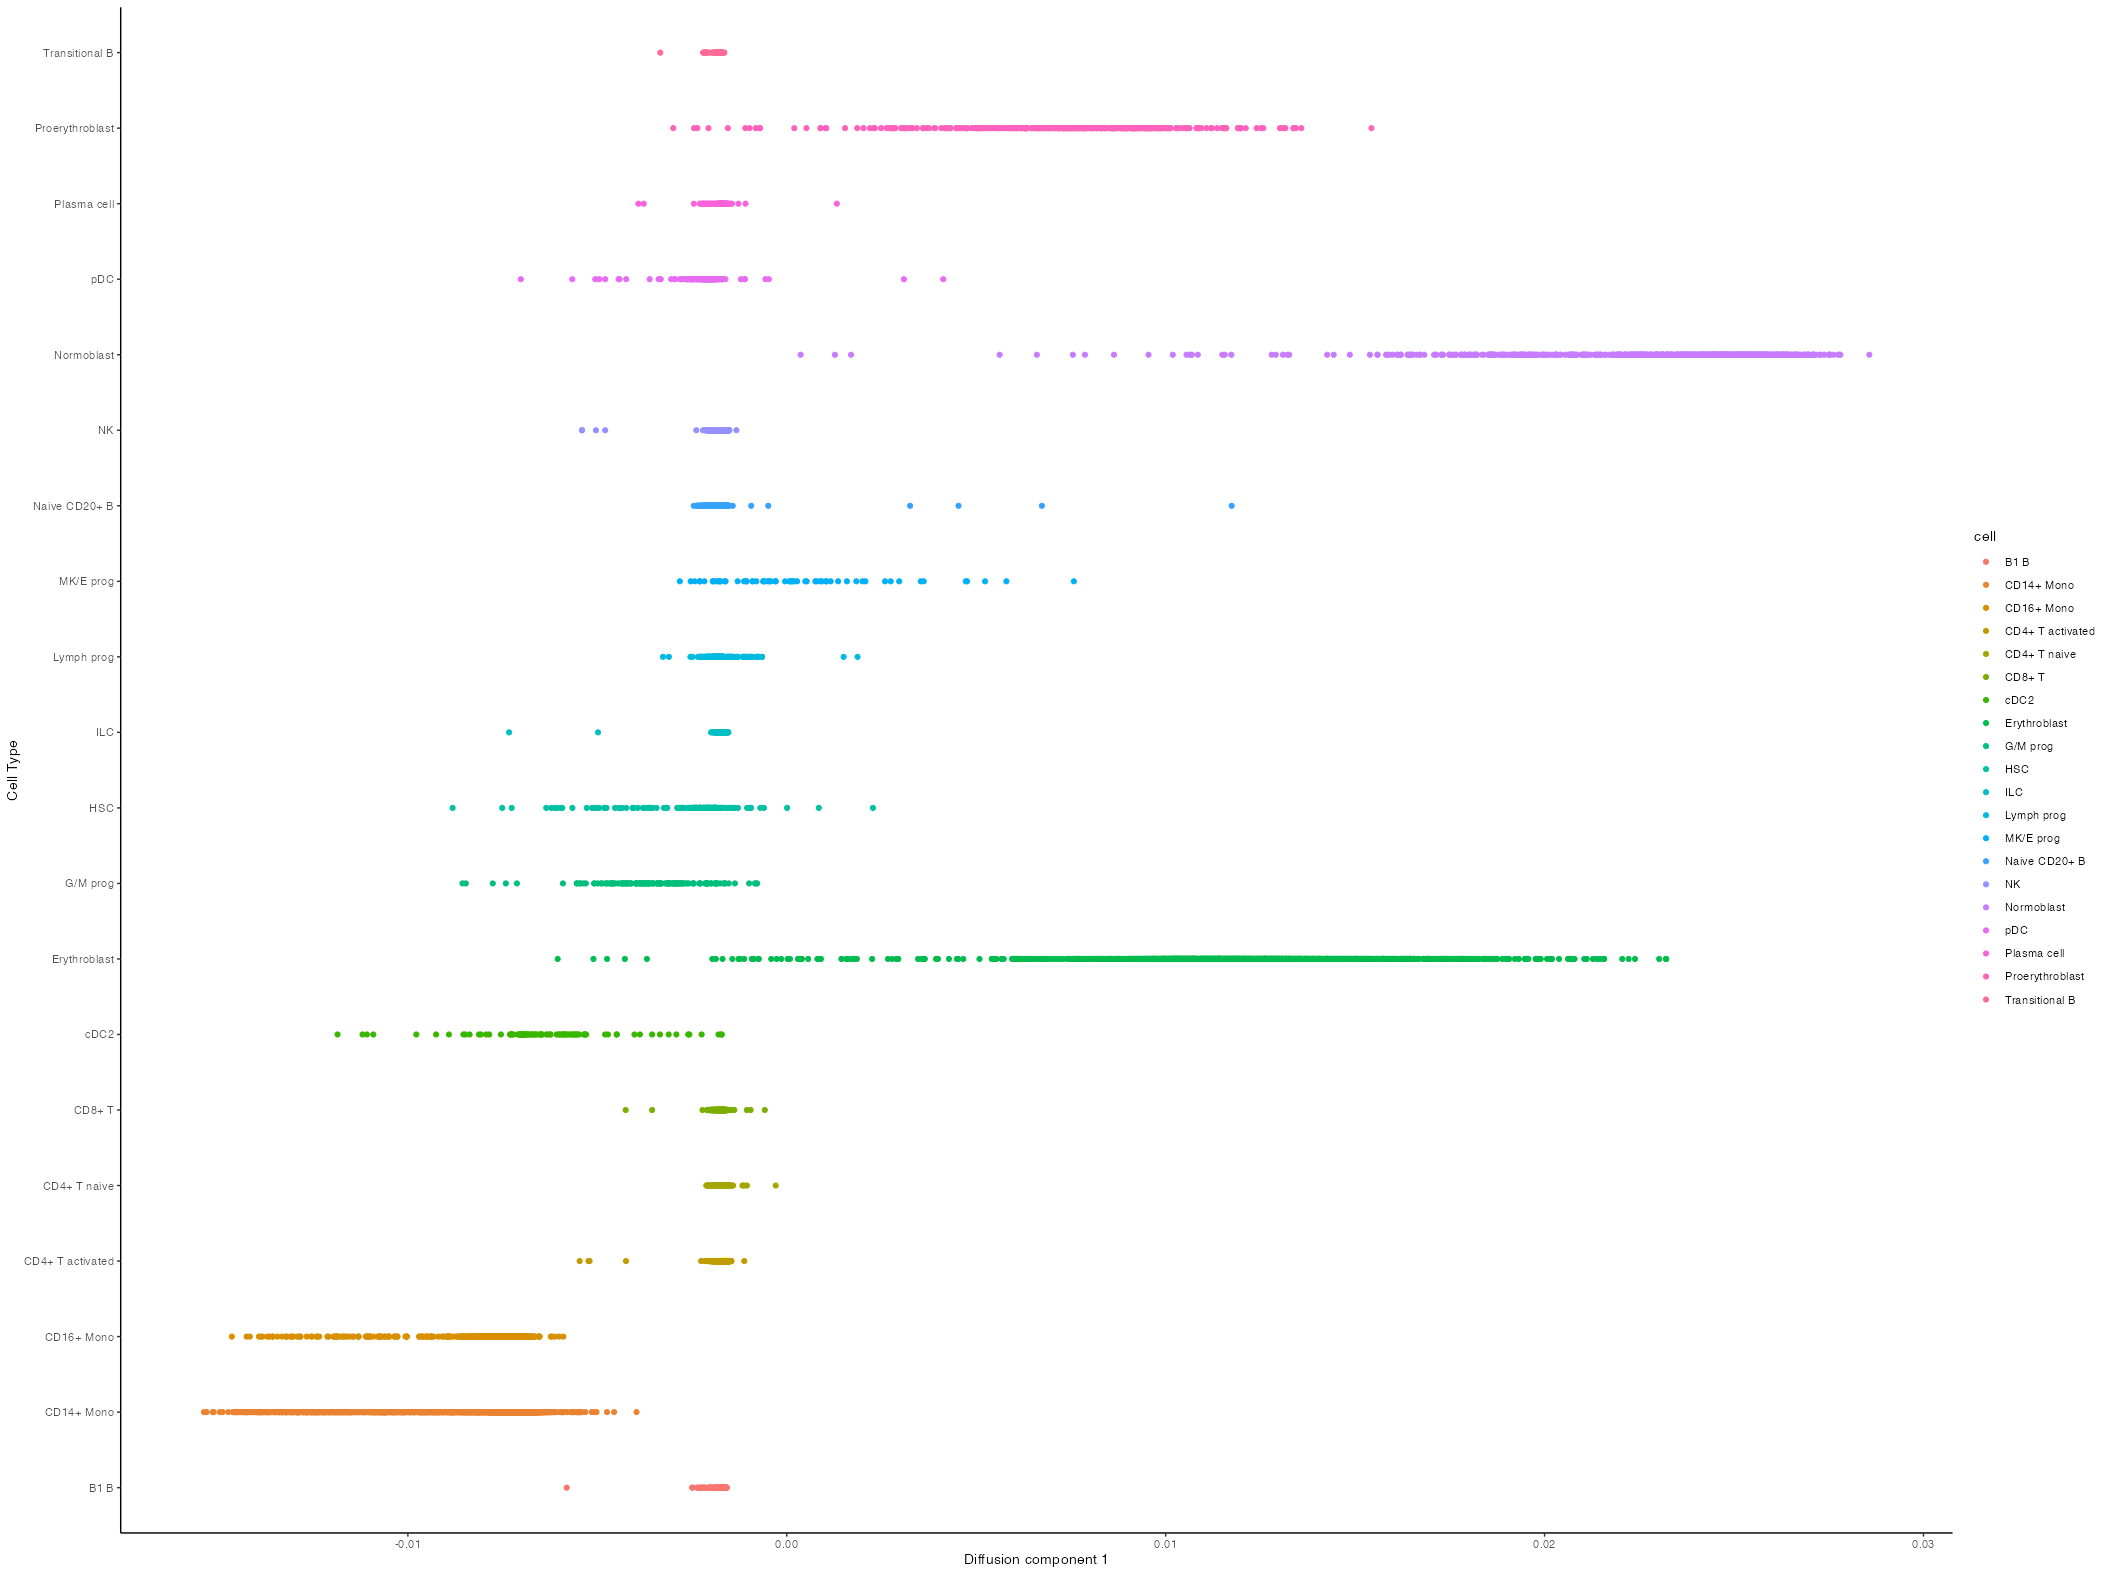 Transitional B
Proerythroblast
Plasma cell
pDC
Normoblast
NK
Naive CD20+ B
MK/E prog
Lymph prog
ILC
HSC
G/M prog
Erythroblast
cDC2
CD8+ T
CD4+ T naive
CD4+ T activated
CD16+ Mono
CD14+ Mono
B1 B
Cell Type
-0.01
0.00
0.01
0.02
0.03
Diffusion component 1
cell
B1 B
CD14+ Mono
CD16+ Mono
CD4+ T activated
CD4+ T naive
CD8+ T
cDC2
Erythroblast
G/M prog
HSC
ILC
Lymph prog
MK/E prog
Naive CD20+ B
NK
Normoblast
pDC
Plasma cell
Proerythroblast
Transitional B